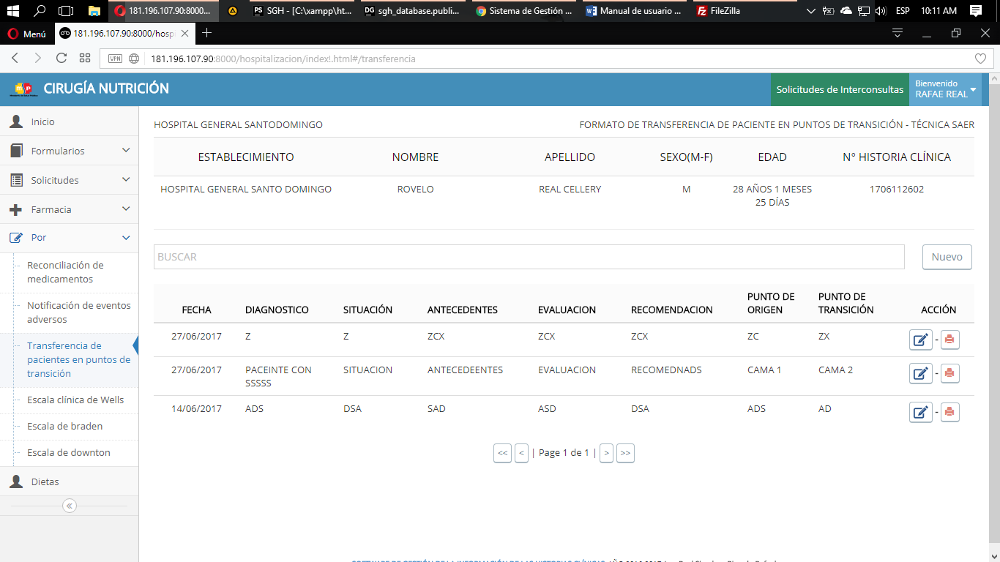 181.196.107.90:8000...
SGH - [C:\xampp\ht...
sgh_database.publi...
Sistema de Gestión ...
Manual de usuario ...
FileZilla
ESP
10:11 AM
Menú
181.196.107.90:8000/hospi
VPN
181.196.107.90:8000/hospitalizacion/index!.html#/transferencia
CIRUGÍA NUTRICIÓN
Solicitudes de Interconsultas
Bienvenido
RAFAE REAL
Inicio
Formularios
Solicitudes
Farmacia
Por
Reconciliación de
medicamentos
Notificación de eventos
adversos
Transferencia de
pacientes en puntos de
transición
Escala clínica de Wells
Escala de braden
Escala de downton
Dietas
HOSPITAL GENERAL SANTODOMINGO
FORMATO DE TRANSFERENCIA DE PACIENTE EN PUNTOS DE TRANSICIÓN - TÉCNICA SAER
ESTABLECIMIENTO NOMBRE APELLIDO SEXO(M-F) EDAD N° HISTORIA CLÍNICA
HOSPITAL GENERAL SANTO DOMINGO ROVELO REAL CELLERY M 28 AÑOS 1 MESES 1706112602
25 DÍAS
BUSCAR
Nuevo
FECHA DIAGNOSTICO SITUACIÓN ANTECEDENTES EVALUACION RECOMENDACION PUNTO DE ORIGEN PUNTO DE TRANSICIÓN ACCIÓN
27/06/2017 Z Z ZCX ZCX ZCX ZC ZX -
27/06/2017 PACEINTE CON SITUACION ANTECEDEENTES EVALUACION RECOMEDNADS CAMA 1 CAMA 2 -
SSSSS
14/06/2017 ADS DSA SAD ASD DSA ADS AD -
<< < | Page 1 de 1 | > >>